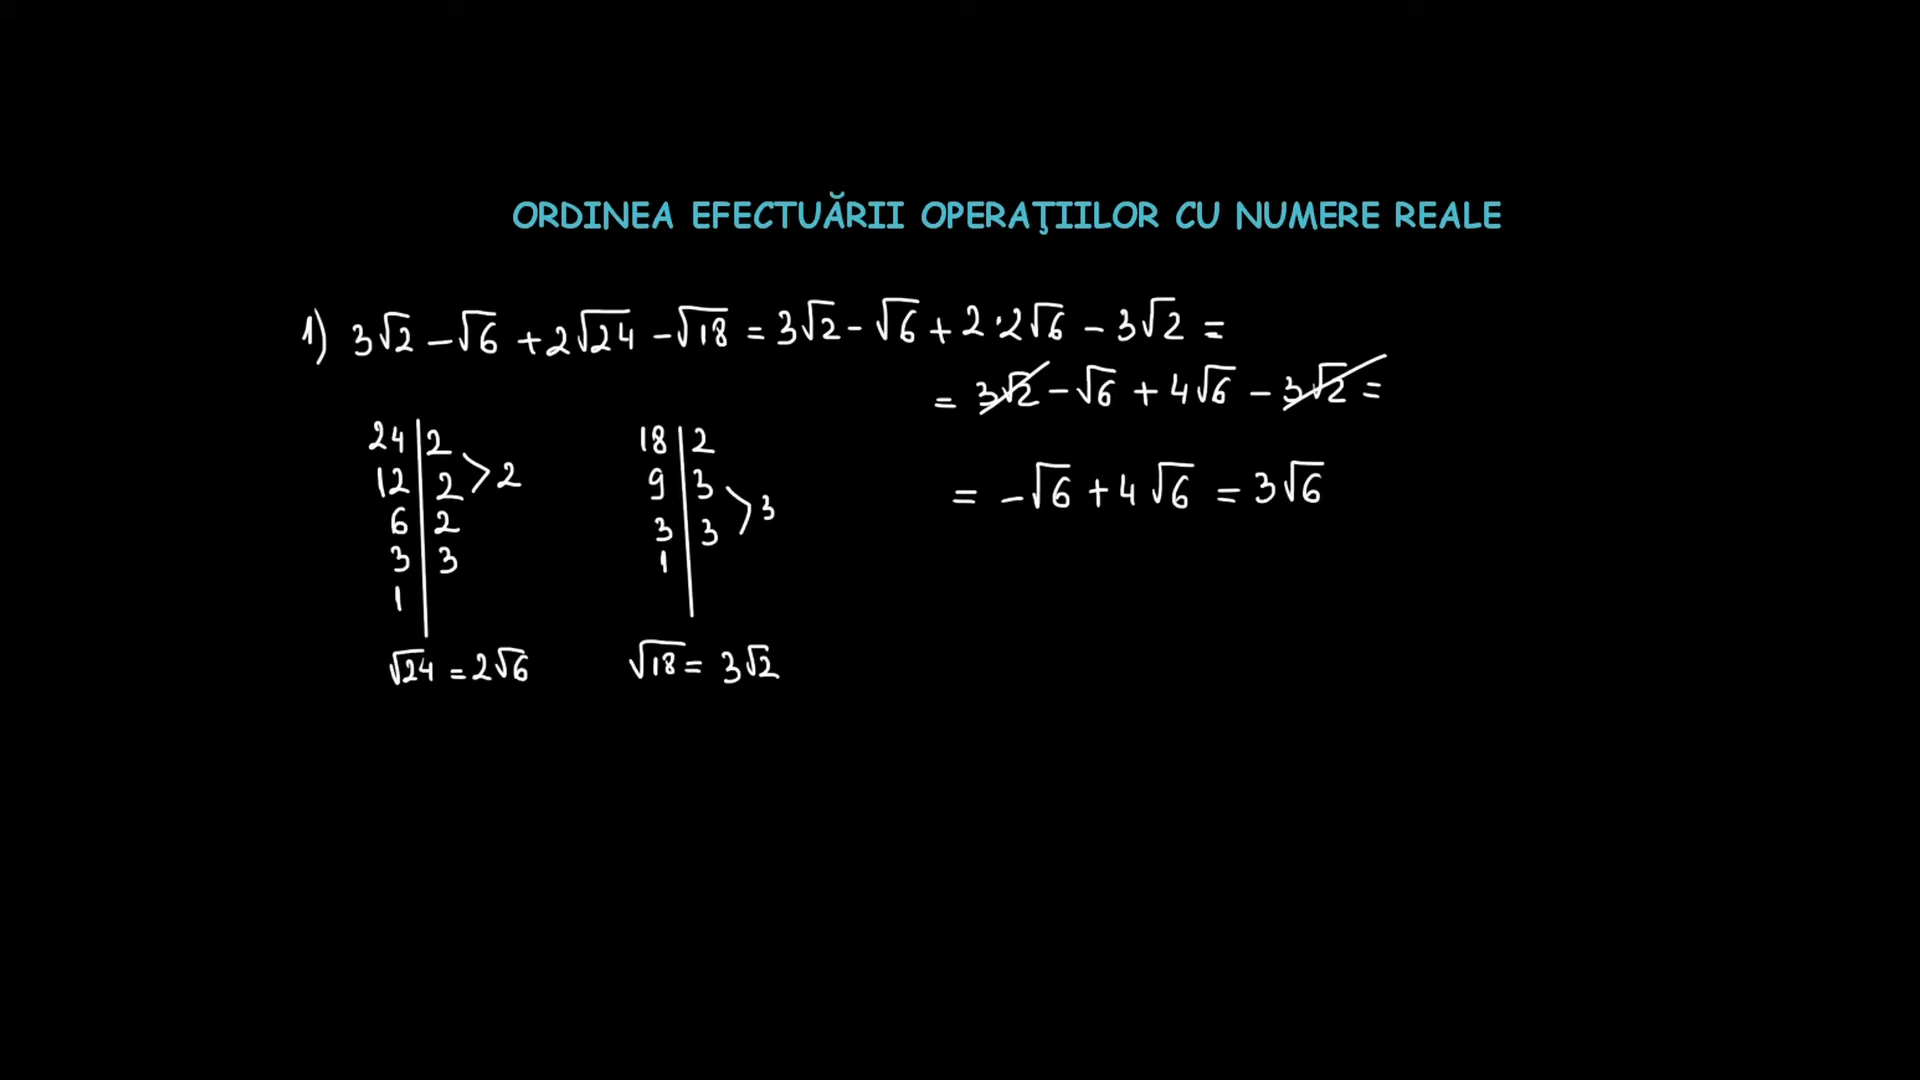 ORDINEA EFECTUĂRII OPERAŢIILOR CU NUMERE REALE
1) 3√2 - √6 + 2√24 - √18 = 3√2 - √6 + 2·2√6 - 3√2 =
= 3√2 - √6 + 4√6 - 3√2 =
= -√6 + 4√6 = 3√6
24 | 2
12 | 2 > 2
6 | 2
3 | 3
1
√24 = 2√6
18 | 2
9 | 3
3 | 3 > 3
1
√18 = 3√2